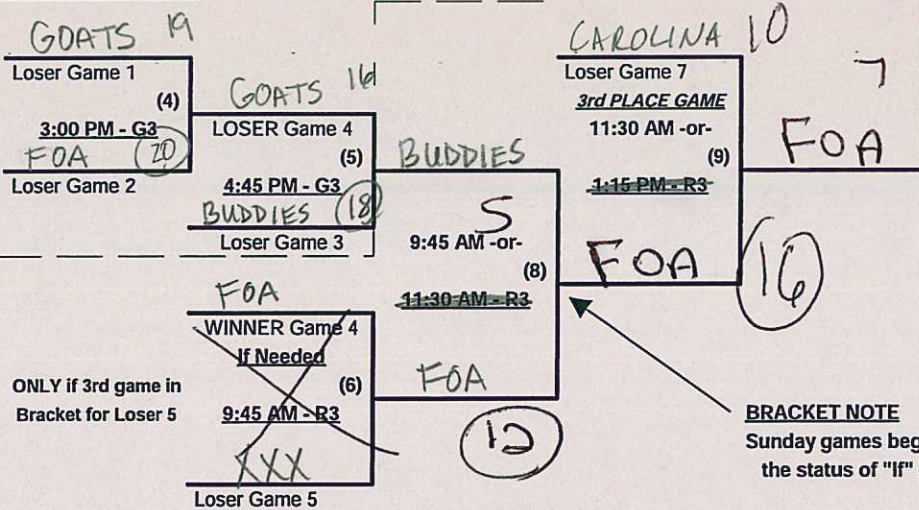 GOATS 19
Loser Game 1
(4)
3:00 PM - G3
FOA 20
Loser Game 2
GOATS 16
LOSER Game 4
(5)
4:45 PM - G3
BUDDIES 18
Loser Game 3
FOA
WINNER Game 4
If Needed
(6)
9:45 AM - R3
XXX
Loser Game 5
ONLY if 3rd game in
Bracket for Loser 5
BUDDIES
5
9:45 AM -or-
(8)
11:30 AM - R3
FOA
12
CAROLINA 10
Loser Game 7
3rd PLACE GAME
11:30 AM -or-
(9)
1:15 PM - R3
FOA
16
FOA
BRACKET NOTE
Sunday games beg
the status of "If"